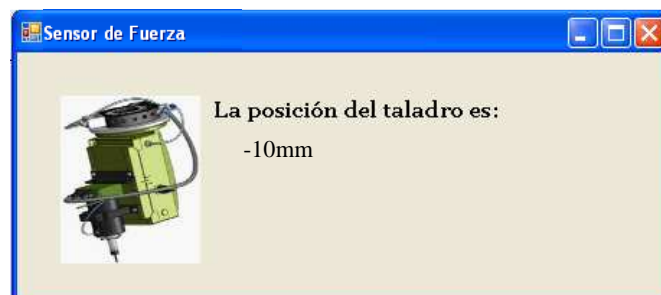 Sensor de Fuerza
La posición del taladro es:
-10mm